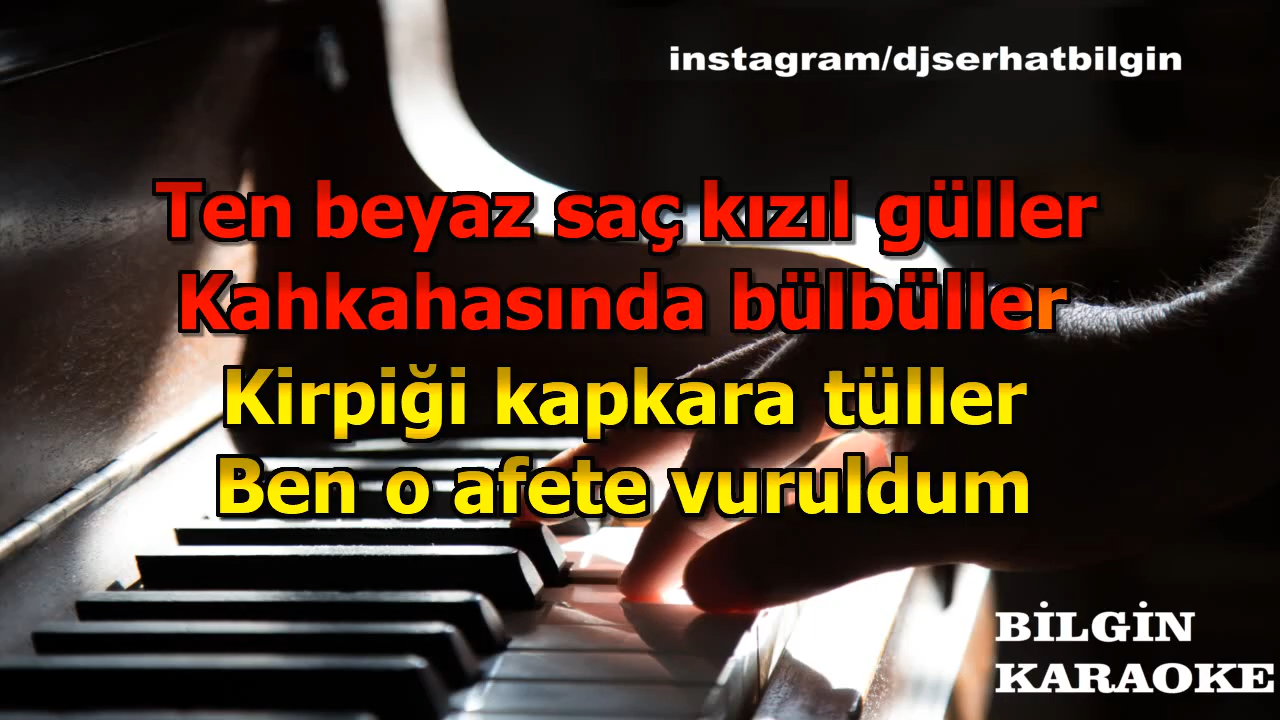 instagram/djserhatbilgin
Ten beyaz saç kızıl güller
Kahkahasında bülbüller
Kirpiği kapkara tüller
Ben o afete vuruldum
BİLGİN
KARAOKE